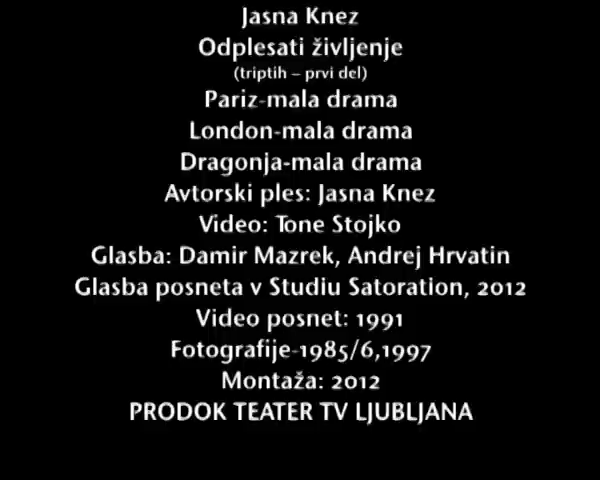 Jasna Knez
Odplesati življenje
(triptih – prvi del)
Pariz-mala drama
London-mala drama
Dragonja-mala drama
Avtorski ples: Jasna Knez
Video: Tone Stojko
Glasba: Damir Mazrek, Andrej Hrvatin
Glasba posneta v Studiu Satoration, 2012
Video posnet: 1991
Fotografije-1985/6,1997
Montaža: 2012
PRODOK TEATER TV LJUBLJANA